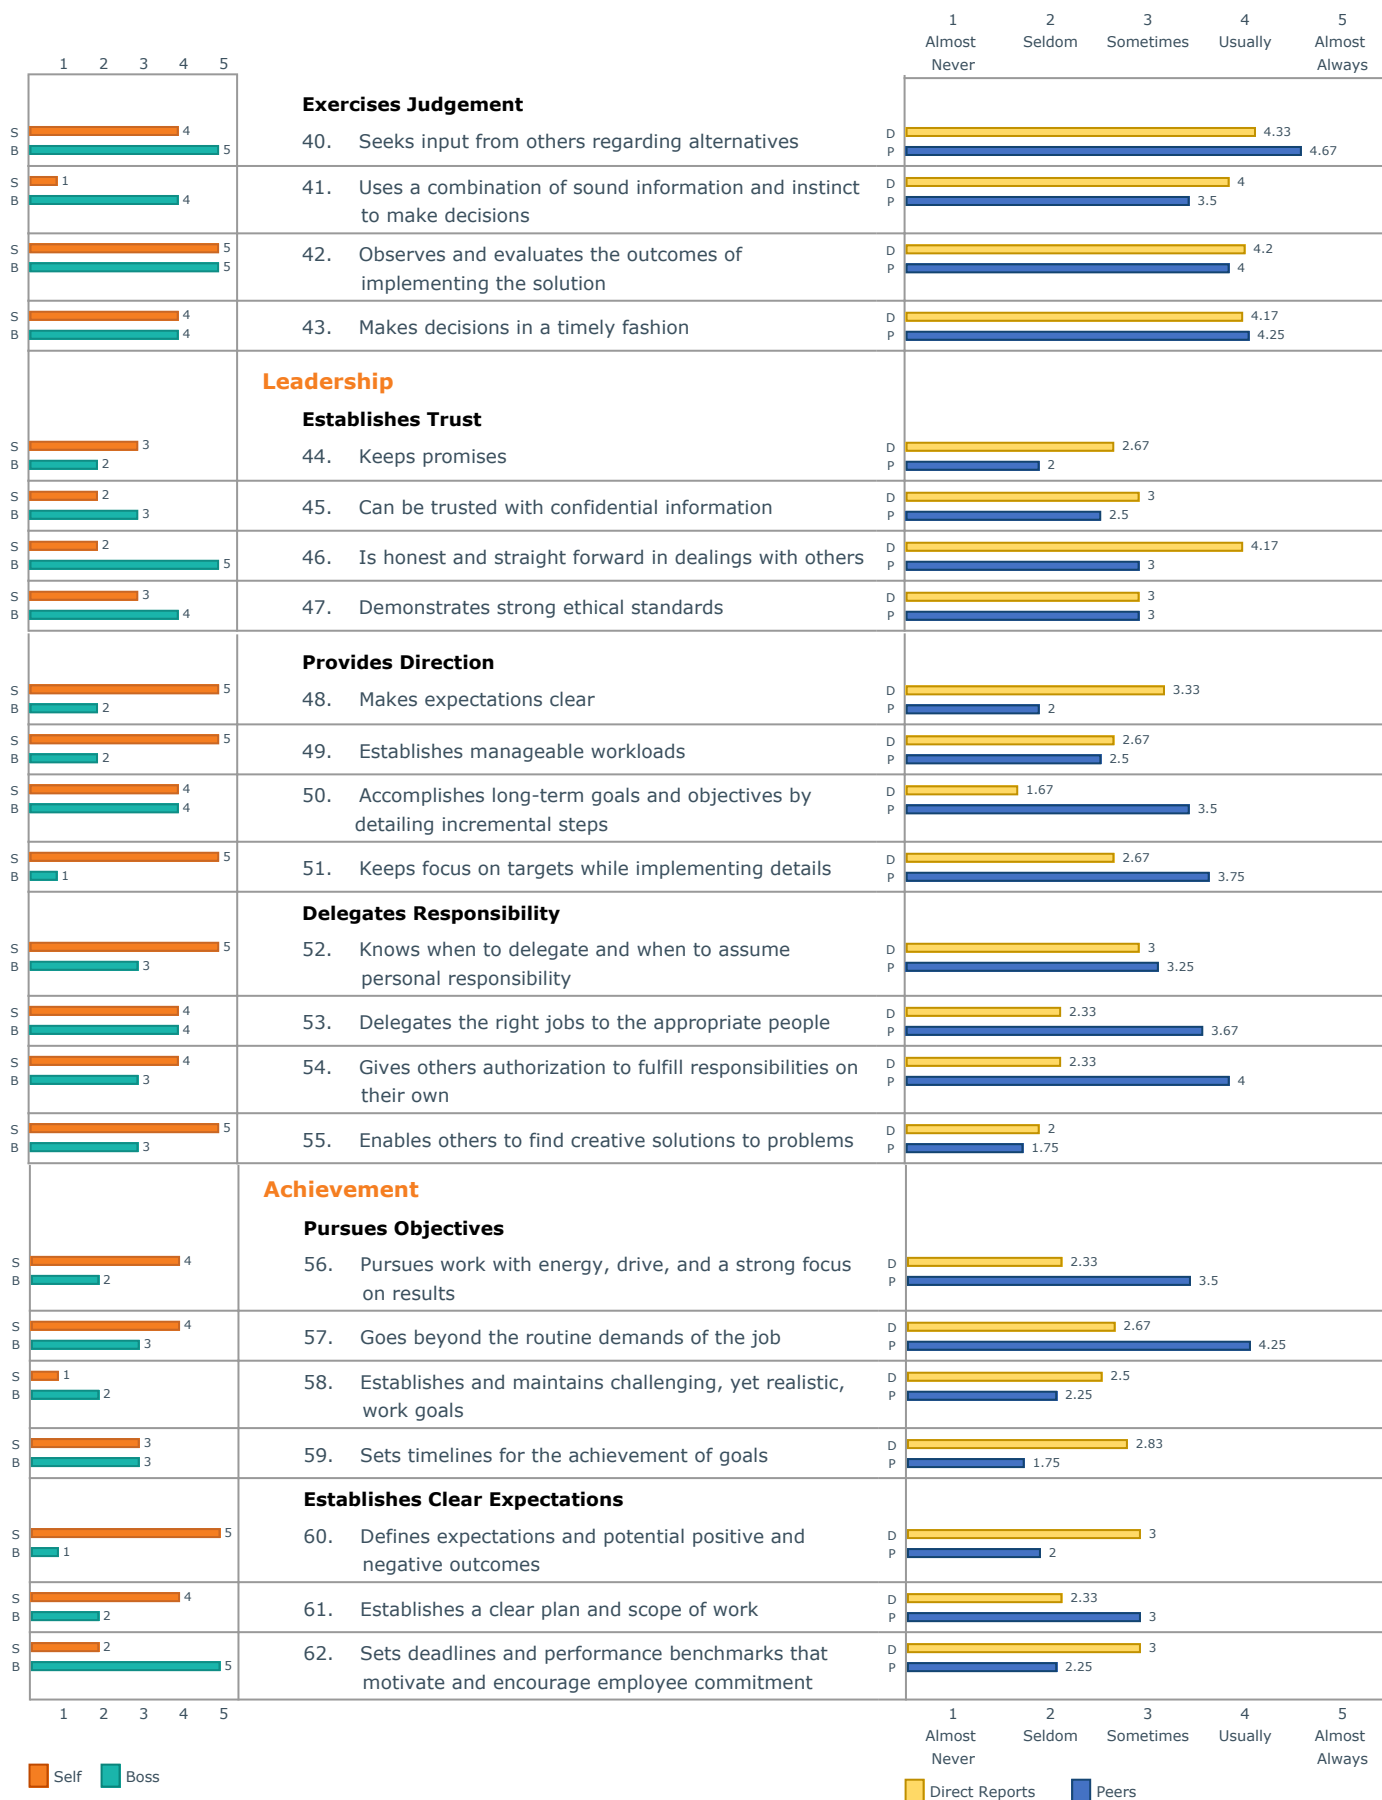 1 2 3 4 5
1 2 3 4 5
Almost Seldom Sometimes Usually Almost
Never Always
1 2 3 4 5
Exercises Judgement
S 4
B 5
40. Seeks input from others regarding alternatives
D 4.33
P 4.67
S 1
B 4
41. Uses a combination of sound information and instinct
to make decisions
D 4
P 3.5
S 5
B 5
42. Observes and evaluates the outcomes of
implementing the solution
D 4.2
P 4
S 4
B 4
43. Makes decisions in a timely fashion
D 4.17
P 4.25
Leadership
Establishes Trust
S 3
B 2
44. Keeps promises
D 2.67
P 2
S 2
B 3
45. Can be trusted with confidential information
D 3
P 2.5
S 2
B 5
46. Is honest and straight forward in dealings with others
D 4.17
P 3
S 3
B 4
47. Demonstrates strong ethical standards
D 3
P 3
Provides Direction
S 5
B 2
48. Makes expectations clear
D 3.33
P 2
S 5
B 2
49. Establishes manageable workloads
D 2.67
P 2.5
S 4
B 4
50. Accomplishes long-term goals and objectives by
detailing incremental steps
D 1.67
P 3.5
S 5
B 1
51. Keeps focus on targets while implementing details
D 2.67
P 3.75
Delegates Responsibility
S 5
B 3
52. Knows when to delegate and when to assume
personal responsibility
D 3
P 3.25
S 4
B 4
53. Delegates the right jobs to the appropriate people
D 2.33
P 3.67
S 4
B 3
54. Gives others authorization to fulfill responsibilities on
their own
D 2.33
P 4
S 5
B 3
55. Enables others to find creative solutions to problems
D 2
P 1.75
Achievement
Pursues Objectives
S 4
B 2
56. Pursues work with energy, drive, and a strong focus
on results
D 2.33
P 3.5
S 4
B 3
57. Goes beyond the routine demands of the job
D 2.67
P 4.25
S 1
B 2
58. Establishes and maintains challenging, yet realistic,
work goals
D 2.5
P 2.25
S 3
B 3
59. Sets timelines for the achievement of goals
D 2.83
P 1.75
Establishes Clear Expectations
S 5
B 1
60. Defines expectations and potential positive and
negative outcomes
D 3
P 2
S 4
B 2
61. Establishes a clear plan and scope of work
D 2.33
P 3
S 2
B 5
62. Sets deadlines and performance benchmarks that
motivate and encourage employee commitment
D 3
P 2.25
1 2 3 4 5
1 2 3 4 5
Almost Seldom Sometimes Usually Almost
Never Always
Self Boss
Direct Reports Peers